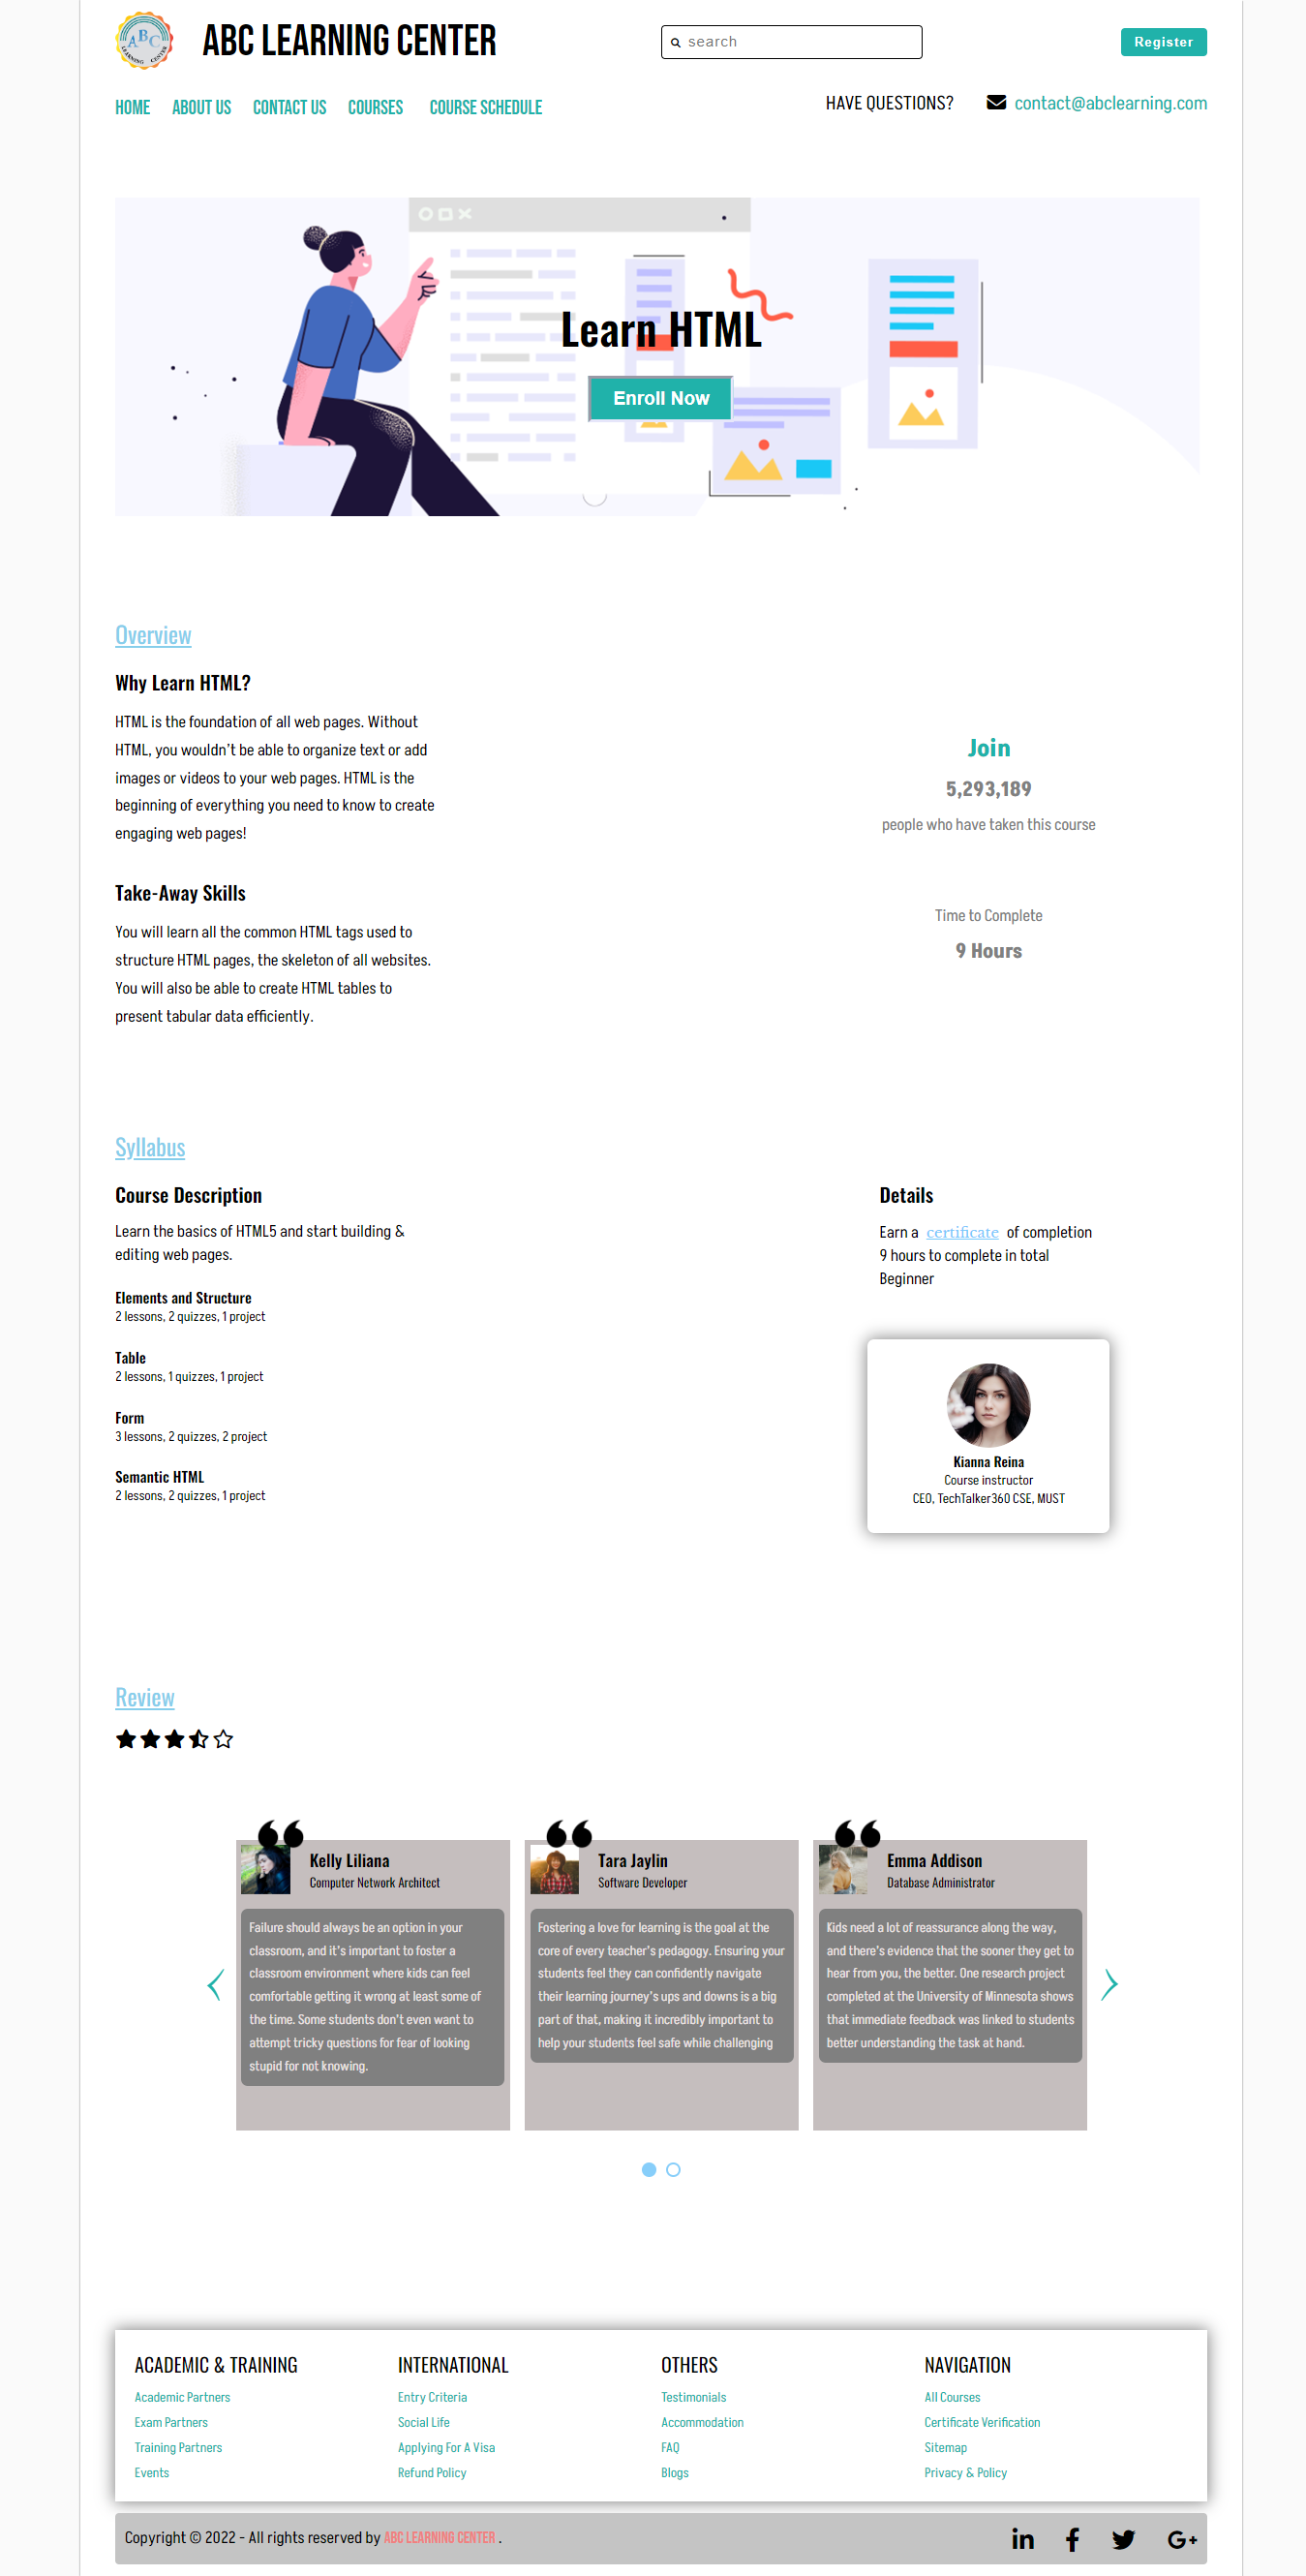 ABC
LEARNING CENTER
ABC LEARNING CENTER
search
Register
HOME ABOUT US CONTACT US COURSES COURSE SCHEDULE
HAVE QUESTIONS? contact@abclearning.com
Learn HTML
Enroll Now
Overview
Why Learn HTML?
HTML is the foundation of all web pages. Without
HTML, you wouldn't be able to organize text or add
images or videos to your web pages. HTML is the
beginning of everything you need to know to create
engaging web pages!
Take-Away Skills
You will learn all the common HTML tags used to
structure HTML pages, the skeleton of all websites.
You will also be able to create HTML tables to
present tabular data efficiently.
Join
5,293,189
people who have taken this course
Time to Complete
9 Hours
Syllabus
Course Description
Learn the basics of HTML5 and start building &
editing web pages.
Elements and Structure
2 lessons, 2 quizzes, 1 project
Table
2 lessons, 1 quizzes, 1 project
Form
3 lessons, 2 quizzes, 2 project
Semantic HTML
2 lessons, 2 quizzes, 1 project
Details
Earn a certificate of completion
9 hours to complete in total
Beginner
Kianna Reina
Course instructor
CEO, TechTalker360 CSE, MUST
Review
Kelly Liliana
Computer Network Architect
Failure should always be an option in your
classroom, and it's important to foster a
classroom environment where kids can feel
comfortable getting it wrong at least some of
the time. Some students don't even want to
attempt tricky questions for fear of looking
stupid for not knowing.
Tara Jaylin
Software Developer
Fostering a love for learning is the goal at the
core of every teacher's pedagogy. Ensuring your
students feel they can confidently navigate
their learning journey's ups and downs is a big
part of that, making it incredibly important to
help your students feel safe while challenging
Emma Addison
Database Administrator
Kids need a lot of reassurance along the way,
and there's evidence that the sooner they get to
hear from you, the better. One research project
completed at the University of Minnesota shows
that immediate feedback was linked to students
better understanding the task at hand.
ACADEMIC & TRAINING
Academic Partners
Exam Partners
Training Partners
Events
INTERNATIONAL
Entry Criteria
Social Life
Applying For A Visa
Refund Policy
OTHERS
Testimonials
Accommodation
FAQ
Blogs
NAVIGATION
All Courses
Certificate Verification
Sitemap
Privacy & Policy
Copyright © 2022 - All rights reserved by ABC LEARNING CENTER .